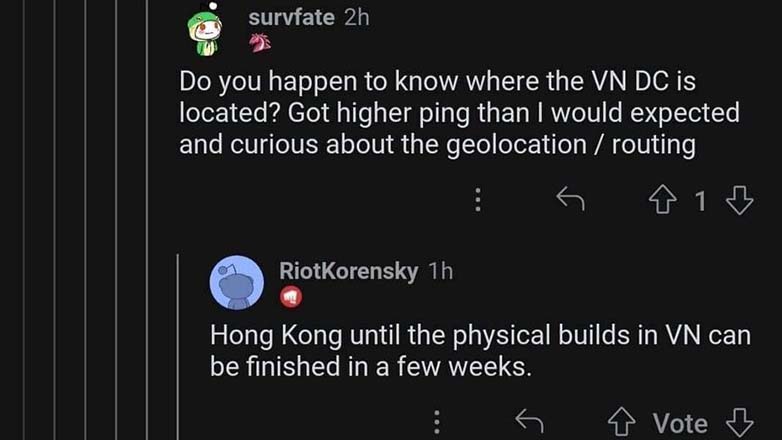 survfate 2h
Do you happen to know where the VN DC is
located? Got higher ping than I would expected
and curious about the geolocation / routing
1
RiotKorensky 1h
Hong Kong until the physical builds in VN can
be finished in a few weeks.
Vote